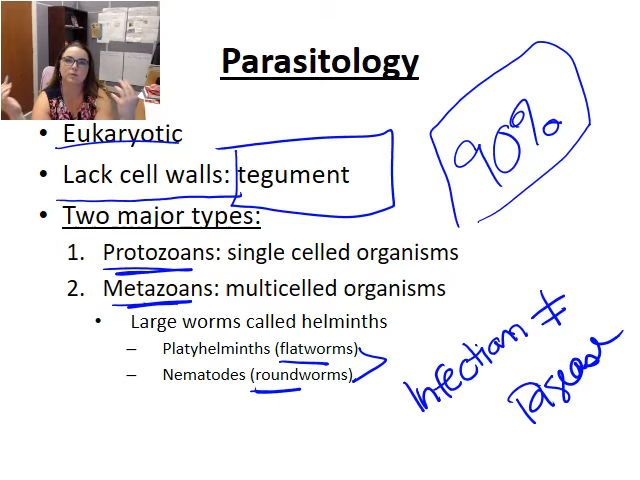 Parasitology
90%
• Eukaryotic
• Lack cell walls: tegument
• Two major types:
1. Protozoans: single celled organisms
2. Metazoans: multicelled organisms
• Large worms called helminths
– Platyhelminths (flatworms)
– Nematodes (roundworms)
Infection ≠
Disease